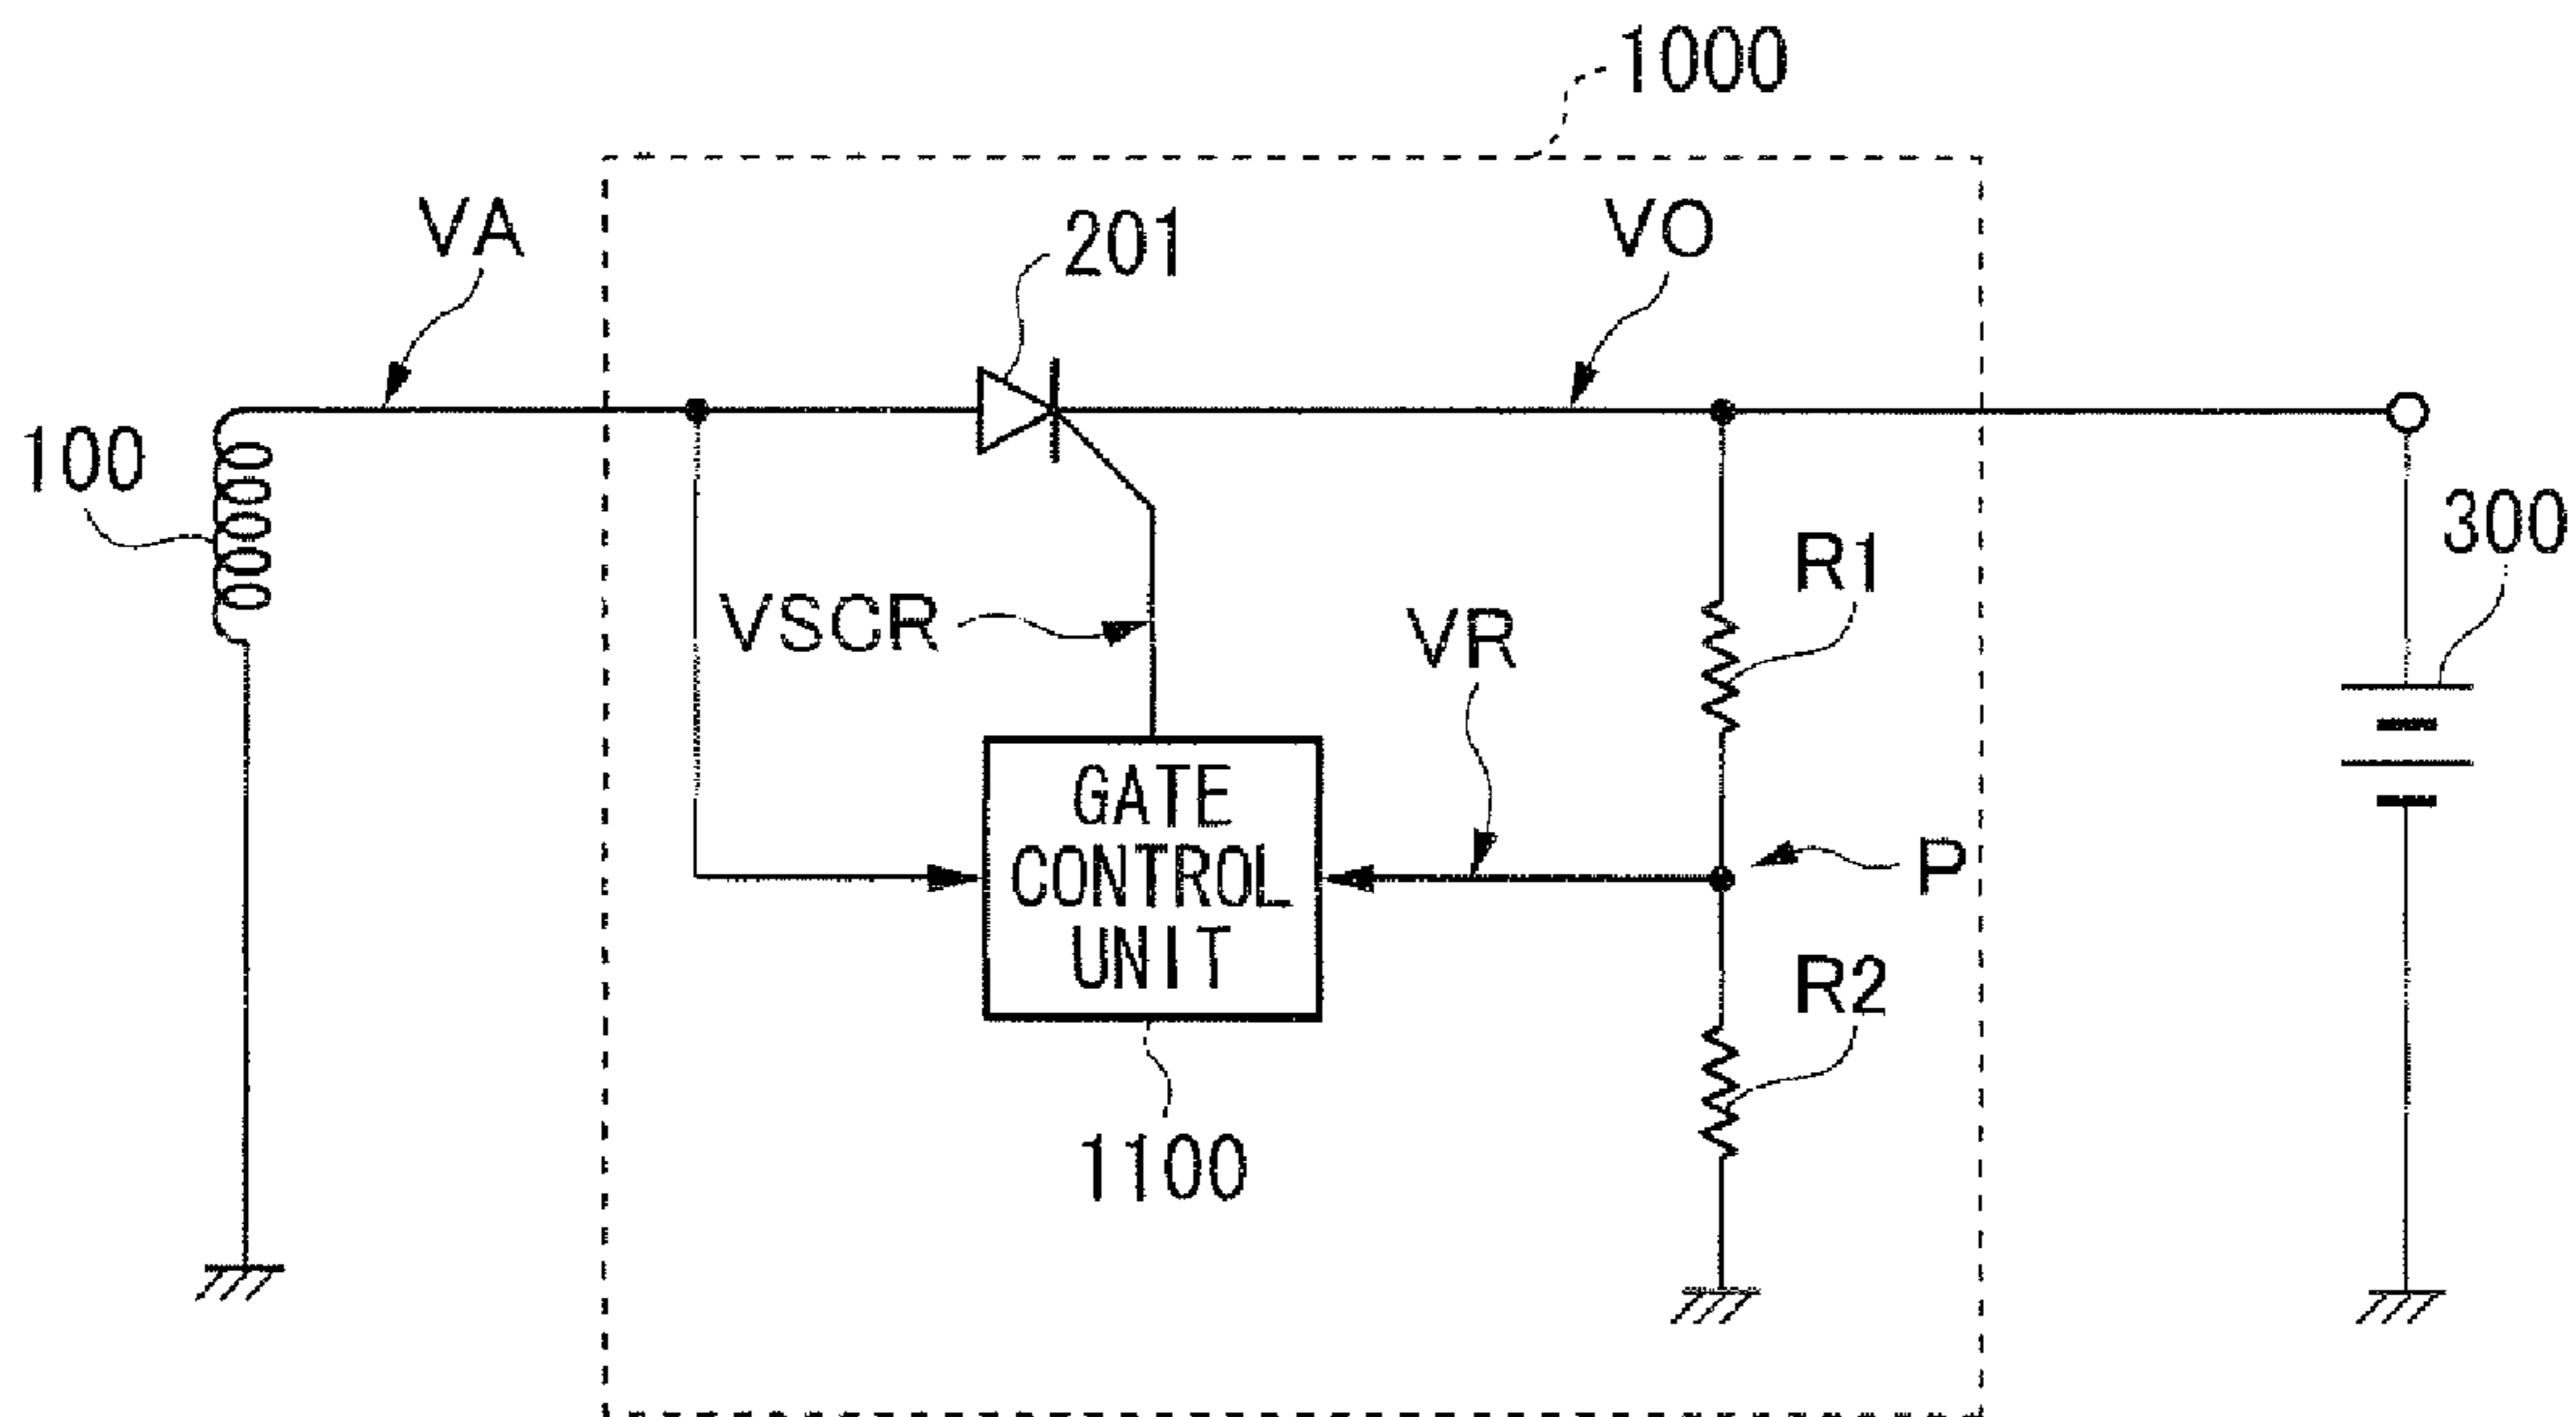 1000
VA
201
VO
100
R1
300
VSCR
VR
GATE
CONTROL
UNIT
P
R2
1100